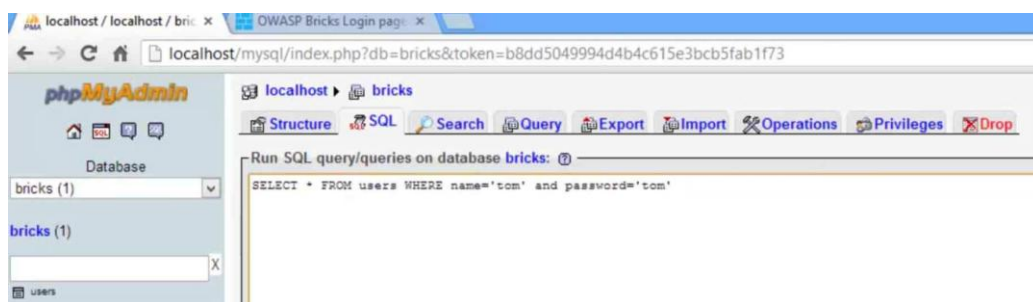 localhost / localhost / bric
OWASP Bricks Login page
localhost/mysql/index.php?db=bricks&token=b8dd5049994d4b4c615e3bcb5fab1f73
phpMyAdmin
localhost bricks
Structure SQL Search Query Export Import Operations Privileges Drop
Database
bricks (1)
Run SQL query/queries on database bricks:
SELECT * FROM users WHERE name='tom' and password='tom'
bricks (1)
X
users